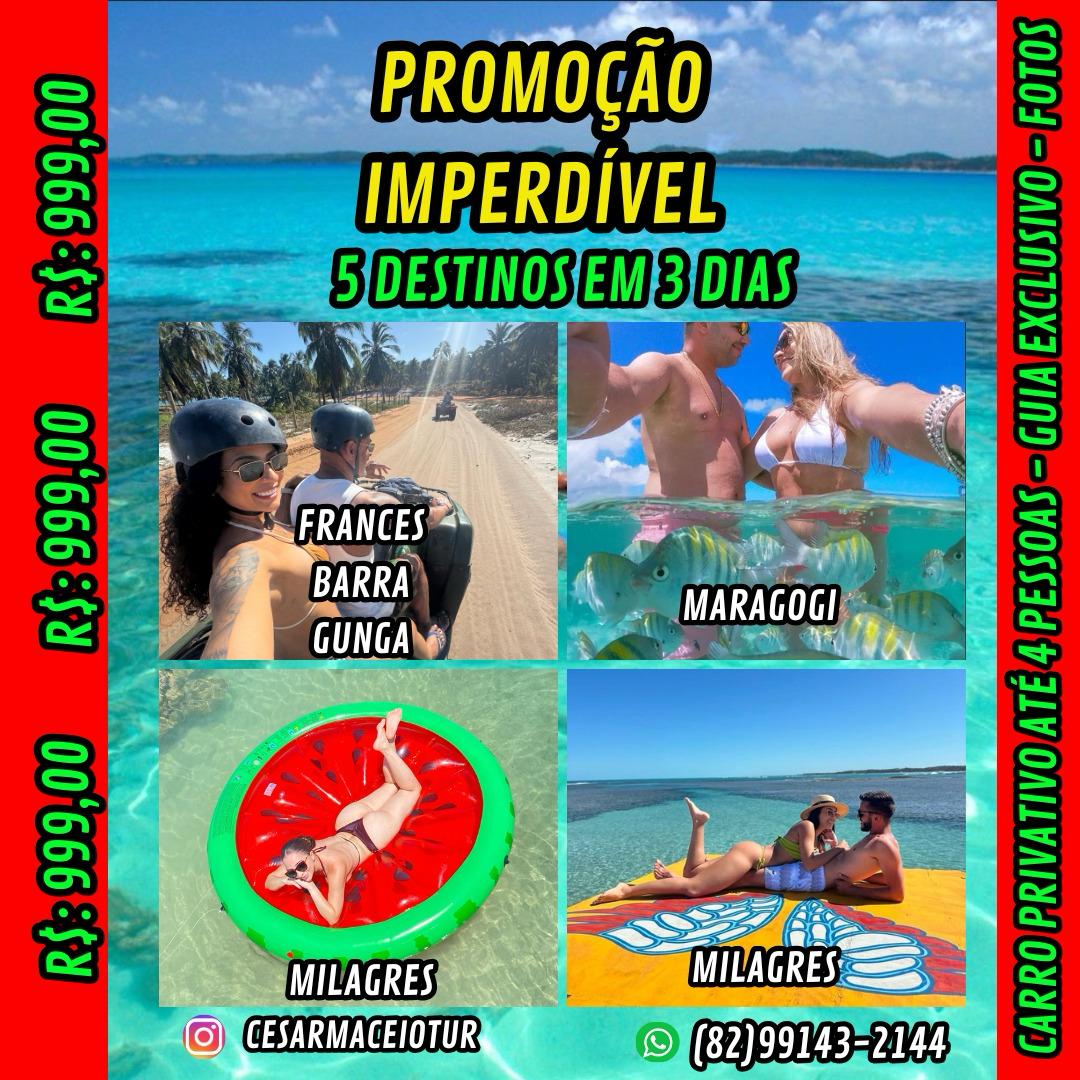 PROMOÇÃO
IMPERDÍVEL
5 DESTINOS EM 3 DIAS
R$: 999,00
R$: 999,00
R$: 999,00
FRANCES
BARRA
GUNGA
MARAGOGI
MILAGRES
MILAGRES
CESARMACEIOTUR
(82)99143-2144
CARRO PRIVATIVO ATÉ 4 PESSOAS - GUIA EXCLUSIVO - FOTOS